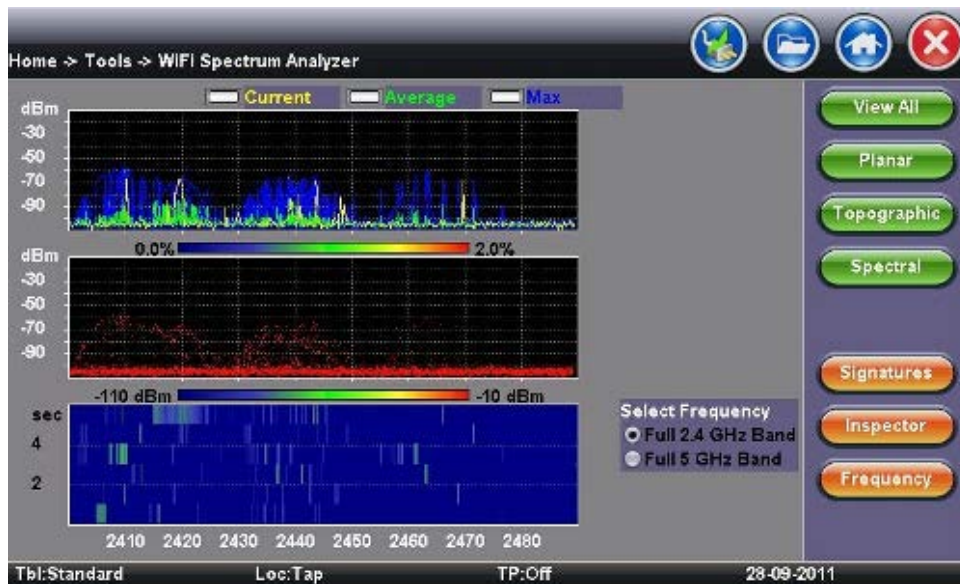 Home -> Tools -> WiFi Spectrum Analyzer
Current Average Max
dBm
-30
-50
-70
-90
0.0% 2.0%
dBm
-30
-50
-70
-90
-110 dBm -10 dBm
sec
4
2
2410 2420 2430 2440 2450 2460 2470 2480
Select Frequency
Full 2.4 GHz Band
Full 5 GHz Band
View All
Planar
Topographic
Spectral
Signatures
Inspector
Frequency
Tbl:Standard Loc:Tap TP:Off 28-09-2011